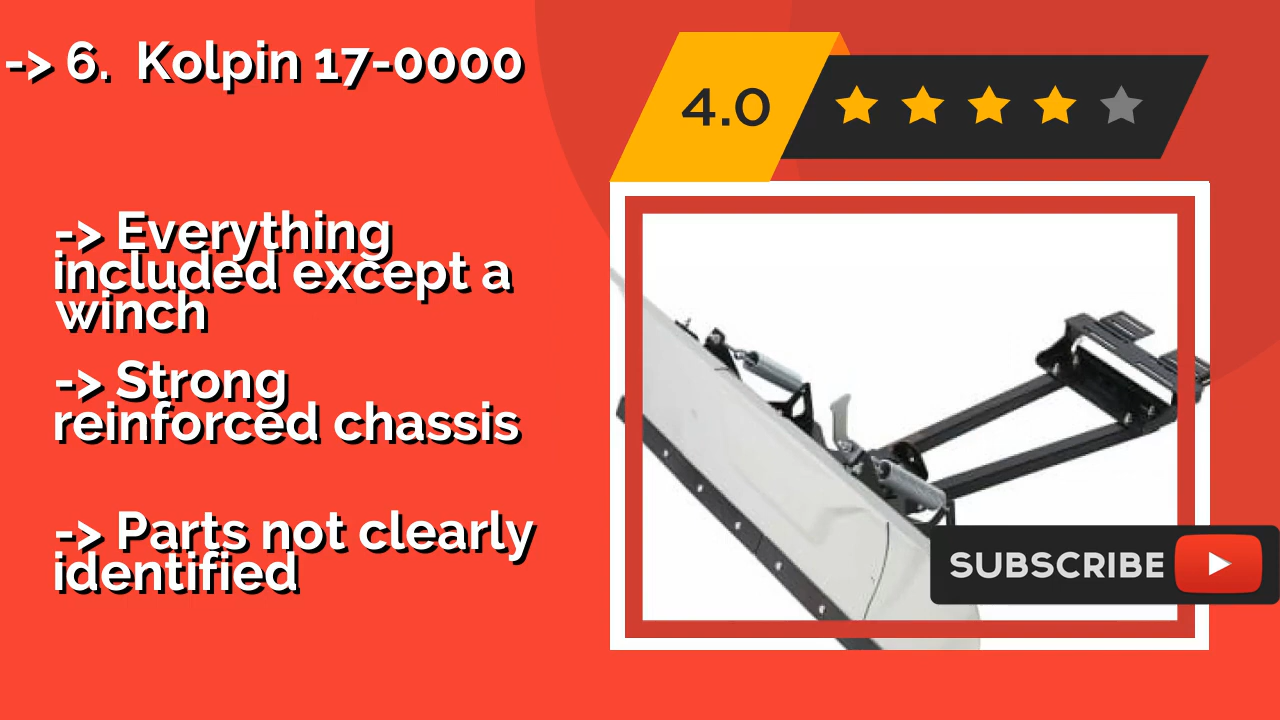 -> 6. Kolpin 17-0000
4.0
-> Everything
included except a
winch
-> Strong
reinforced chassis
-> Parts not clearly
identified
SUBSCRIBE